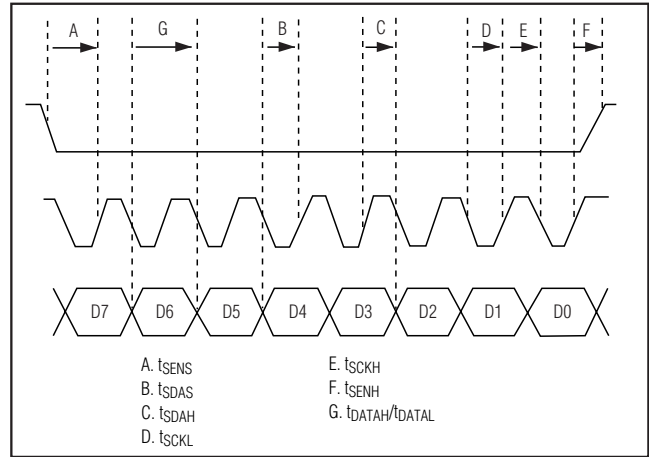 A G B C D E F
D7 D6 D5 D4 D3 D2 D1 D0
A. tSENS
B. tSDAS
C. tSDAH
D. tSCKL
E. tSCKH
F. tSENH
G. tDATAH/tDATAL